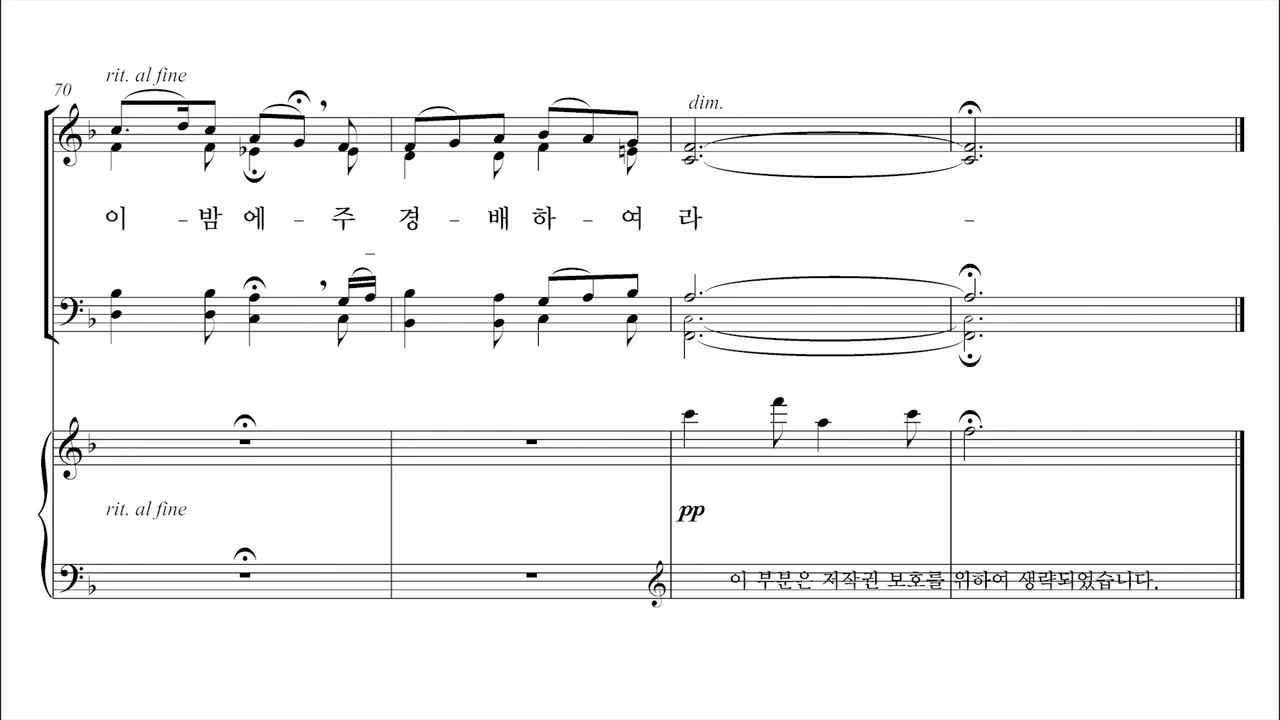 rit. al fine
70
dim.
이 - 밤 에 - 주 경 - 배 하 - 여 라 -
-
rit. al fine
pp
이 부분은 저작권 보호를 위하여 생략되었습니다.